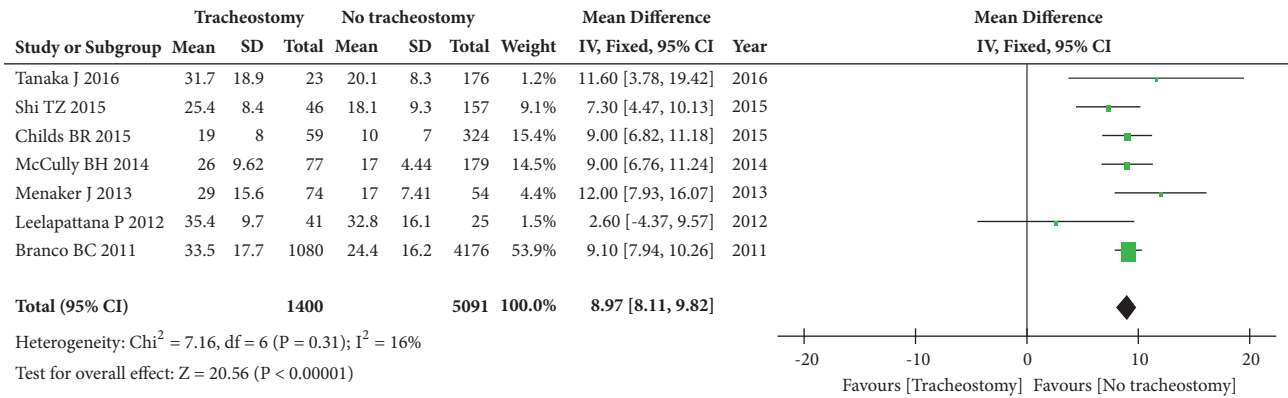 Tracheostomy No tracheostomy Mean Difference Mean Difference
Study or Subgroup Mean SD Total Mean SD Total Weight IV, Fixed, 95% CI Year IV, Fixed, 95% CI
Tanaka J 2016 31.7 18.9 23 20.1 8.3 176 1.2% 11.60 [3.78, 19.42] 2016
Shi TZ 2015 25.4 8.4 46 18.1 9.3 157 9.1% 7.30 [4.47, 10.13] 2015
Childs BR 2015 19 8 59 10 7 324 15.4% 9.00 [6.82, 11.18] 2015
McCully BH 2014 26 9.62 77 17 4.44 179 14.5% 9.00 [6.76, 11.24] 2014
Menaker J 2013 29 15.6 74 17 7.41 54 4.4% 12.00 [7.93, 16.07] 2013
Leelapattana P 2012 35.4 9.7 41 32.8 16.1 25 1.5% 2.60 [-4.37, 9.57] 2012
Branco BC 2011 33.5 17.7 1080 24.4 16.2 4176 53.9% 9.10 [7.94, 10.26] 2011
Total (95% CI) 1400 5091 100.0% 8.97 [8.11, 9.82]
Heterogeneity: Chi² = 7.16, df = 6 (P = 0.31); I² = 16%
Test for overall effect: Z = 20.56 (P < 0.00001)
-20 -10 0 10 20
Favours [Tracheostomy] Favours [No tracheostomy]